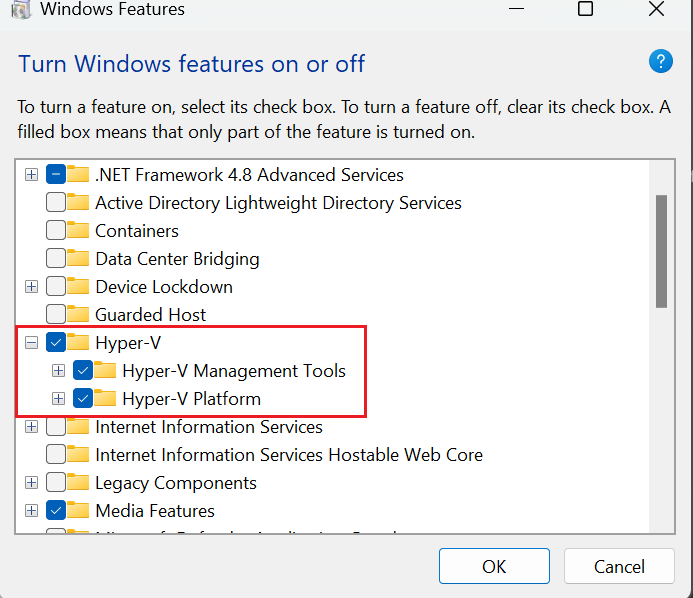 Windows Features
Turn Windows features on or off
?
To turn a feature on, select its check box. To turn a feature off, clear its check box. A
filled box means that only part of the feature is turned on.
.NET Framework 4.8 Advanced Services
Active Directory Lightweight Directory Services
Containers
Data Center Bridging
Device Lockdown
Guarded Host
Hyper-V
Hyper-V Management Tools
Hyper-V Platform
Internet Information Services
Internet Information Services Hostable Web Core
Legacy Components
Media Features
OK
Cancel